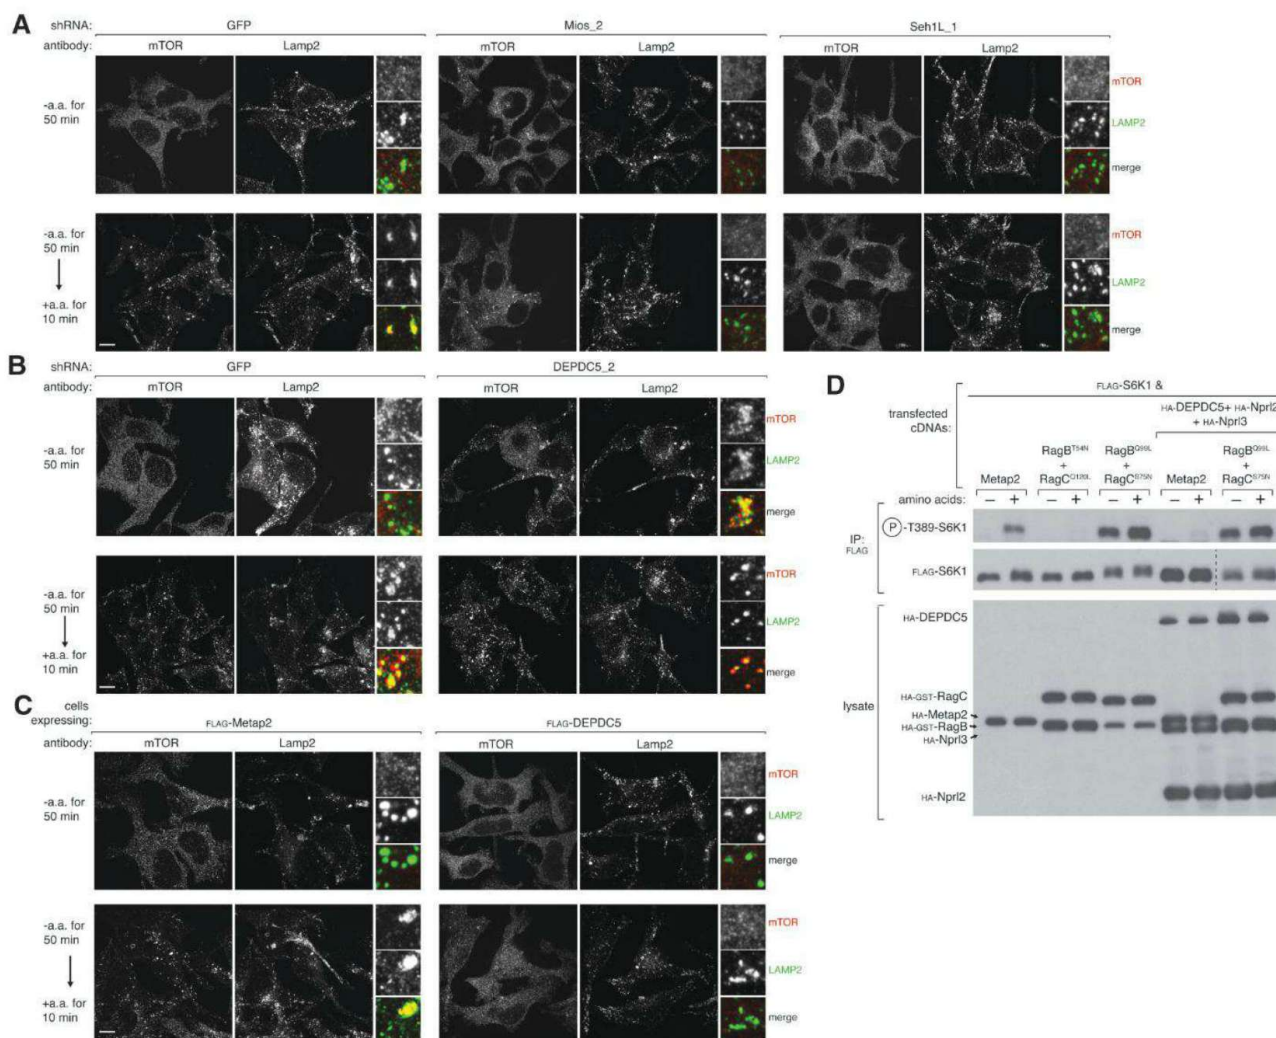 A
shRNA: GFP Mios_2 Seh1L_1
antibody: mTOR Lamp2 mTOR Lamp2 mTOR Lamp2
-a.a. for
50 min
mTOR
LAMP2
merge
-a.a. for
50 min
+a.a. for
10 min
mTOR
LAMP2
merge
B
shRNA: GFP DEPDC5_2
antibody: mTOR Lamp2 mTOR Lamp2
-a.a. for
50 min
mTOR
LAMP2
merge
-a.a. for
50 min
+a.a. for
10 min
mTOR
LAMP2
merge
C
cells
expressing: FLAG-Metap2 FLAG-DEPDC5
antibody: mTOR Lamp2 mTOR Lamp2
-a.a. for
50 min
mTOR
LAMP2
merge
-a.a. for
50 min
+a.a. for
10 min
mTOR
LAMP2
merge
D
FLAG-S6K1 &
transfected
cDNAs:
HA-DEPDC5+ HA-Nprl2
+ HA-Nprl3
Metap2 RagBT54N + RagCQ120L RagBQ99L + RagCS75N Metap2 RagBQ99L + RagCS75N
amino acids: – + – + – + – + – +
IP:
FLAG
P-T389-S6K1
FLAG-S6K1
lysate
HA-DEPDC5
HA-GST-RagC
HA-Metap2
HA-GST-RagB
HA-Nprl3
HA-Nprl2